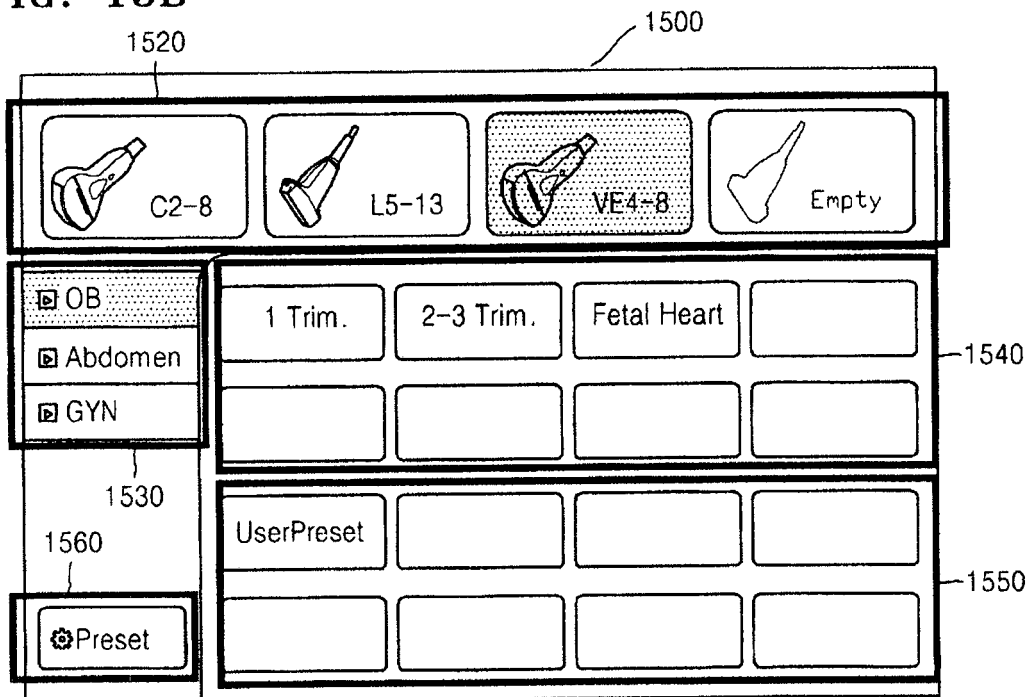 1500
1520
C2-8
L5-13
VE4-8
Empty
OB
1 Trim.
2-3 Trim.
Fetal Heart
1540
Abdomen
GYN
1530
UserPreset
1560
1550
Preset